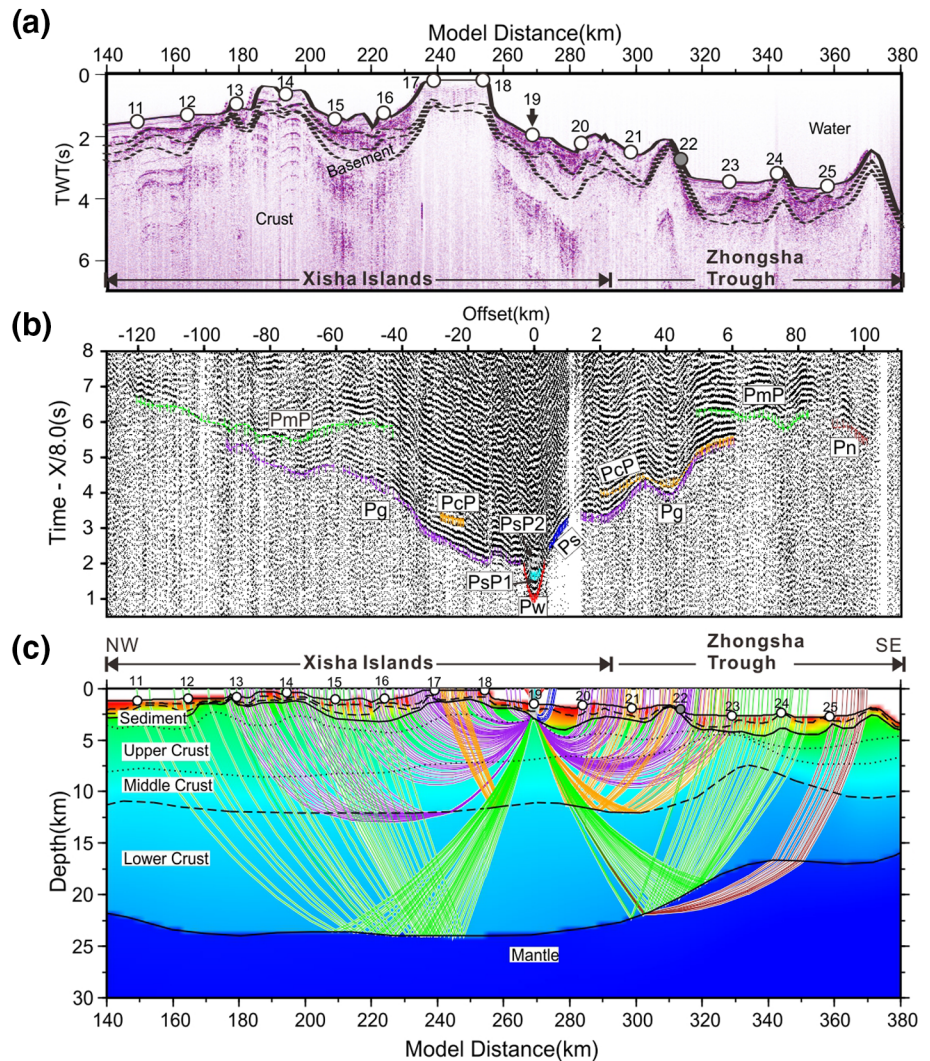 (a)
Model Distance(km)
140 160 180 200 220 240 260 280 300 320 340 360 380
0
2
4
6
TWT(s)
11 12 13 14 15 16 17 18 19 20 21 22 23 24 25
Water
Basement
Crust
Xisha Islands
Zhongsha
Trough
(b)
Offset(km)
-120 -100 -80 -60 -40 -20 0 2 40 60 80 100
8
7
6
5
4
3
2
1
Time - X/8.0(s)
PmP
PmP
Pn
PcP
Pg
PcP
Pg
PsP2
Ps
PsP1
Pw
(c)
NW
Xisha Islands
Zhongsha
Trough
SE
11 12 13 14 15 16 17 18 19 20 21 22 23 24 25
0
5
10
15
20
25
30
Depth(km)
Sediment
Upper Crust
Middle Crust
Lower Crust
Mantle
140 160 180 200 220 240 260 280 300 320 340 360 380
Model Distance(km)